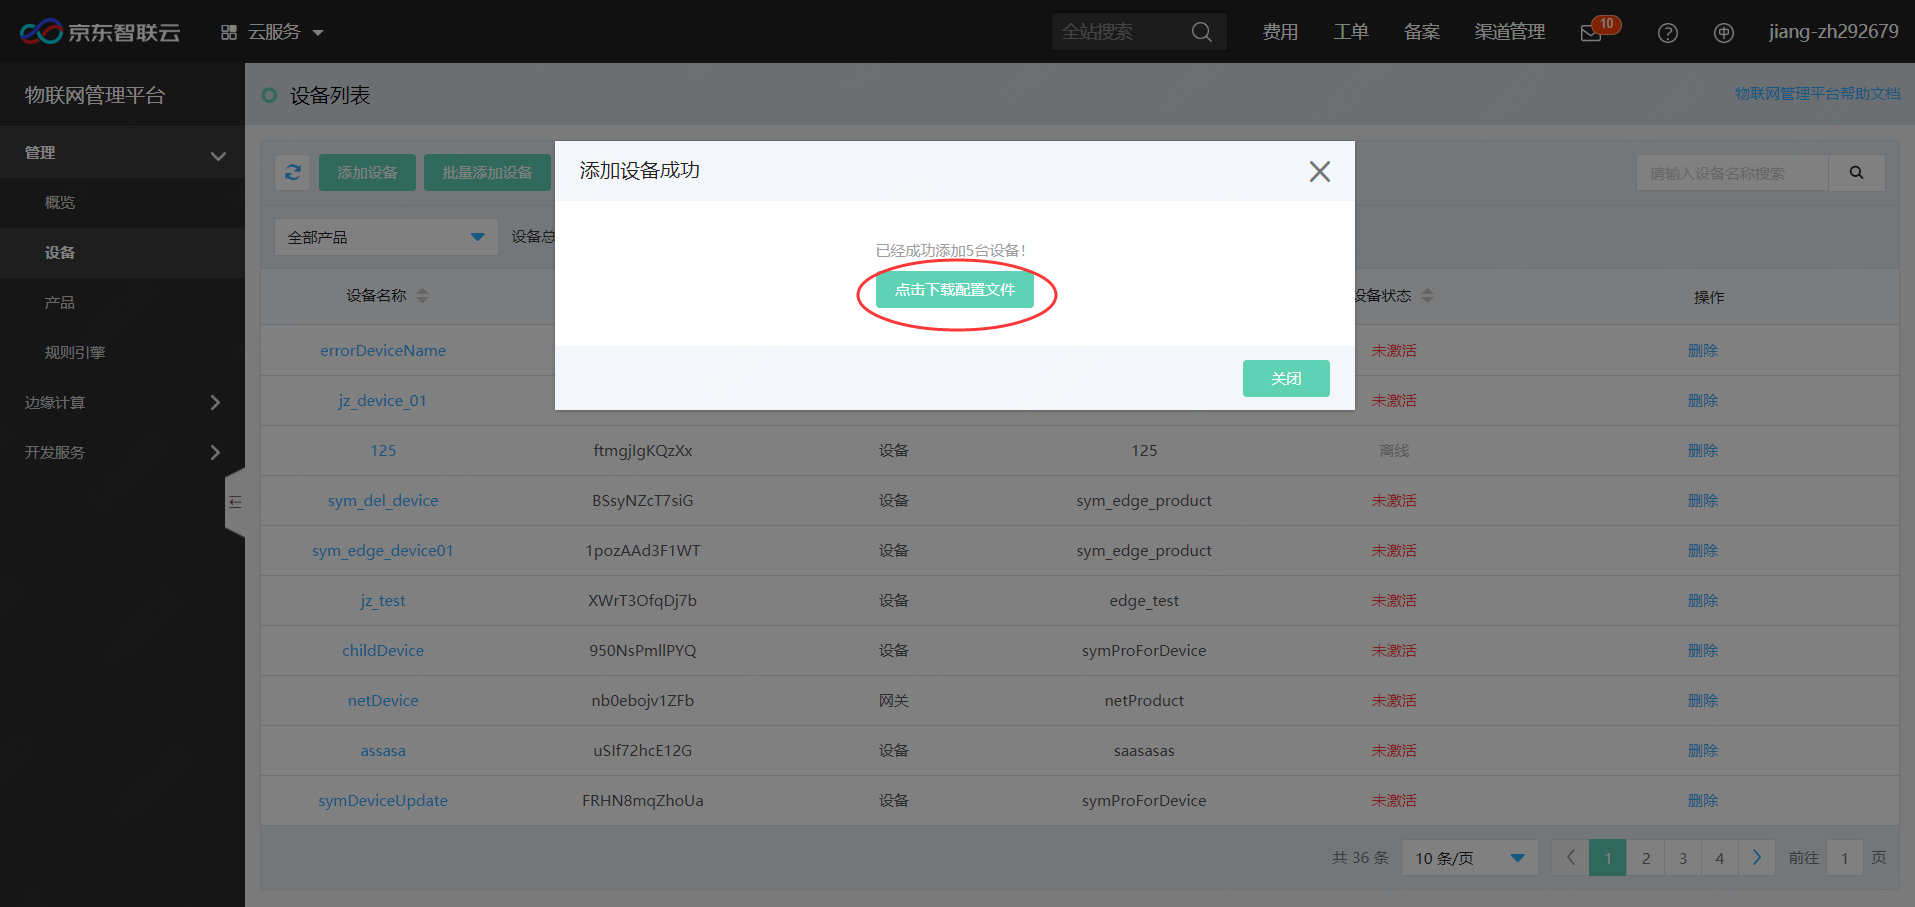 京东智联云
云服务
全站搜索
费用
工单
备案
渠道管理
10
jiang-zh292679
物联网管理平台
管理
概览
设备
产品
规则引擎
边缘计算
开发服务
设备列表
物联网管理平台帮助文档
添加设备
批量添加设备
请输入设备名称搜索
全部产品
设备总
添加设备成功
已经成功添加5台设备!
点击下载配置文件
关闭
设备名称
设备状态
操作
errorDeviceName 未激活 删除
jz_device_01 未激活 删除
125 ftmgjIgKQzXx 设备 125 离线 删除
sym_del_device BSsyNZcT7siG 设备 sym_edge_product 未激活 删除
sym_edge_device01 1pozAAd3F1WT 设备 sym_edge_product 未激活 删除
jz_test XWrT3OfqDj7b 设备 edge_test 未激活 删除
childDevice 950NsPmllPYQ 设备 symProForDevice 未激活 删除
netDevice nb0ebojv1ZFb 网关 netProduct 未激活 删除
assasa uSIf72hcE12G 设备 saasasas 未激活 删除
symDeviceUpdate FRHN8mqZhoUa 设备 symProForDevice 未激活 删除
共 36 条 10 条/页 1 2 3 4 前往 1 页